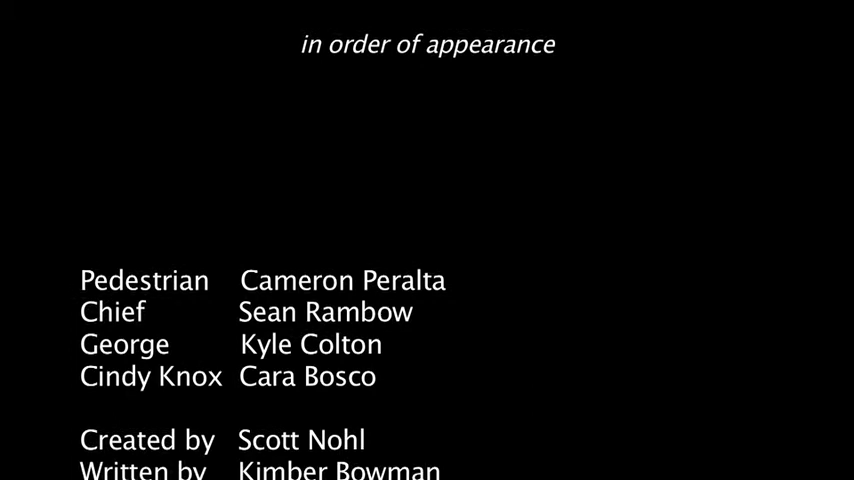 in order of appearance
Pedestrian Cameron Peralta
Chief Sean Rambow
George Kyle Colton
Cindy Knox Cara Bosco
Created by Scott Nohl
Written by Kimber Bowman